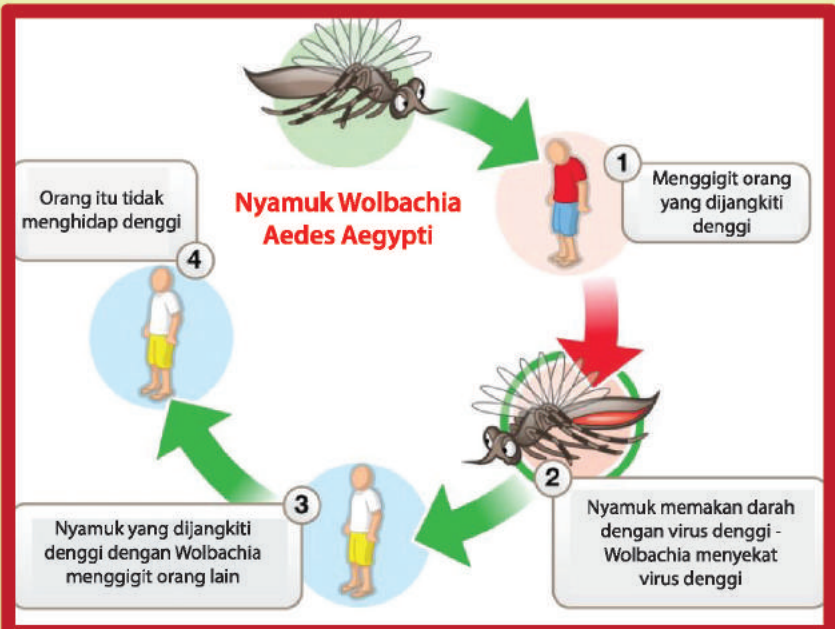 Nyamuk Wolbachia
Aedes Aegypti
1
Menggigit orang
yang dijangkiti
denggi
2
Nyamuk memakan darah
dengan virus denggi -
Wolbachia menyekat
virus denggi
3
Nyamuk yang dijangkiti
denggi dengan Wolbachia
menggigit orang lain
4
Orang itu tidak
menghidap denggi